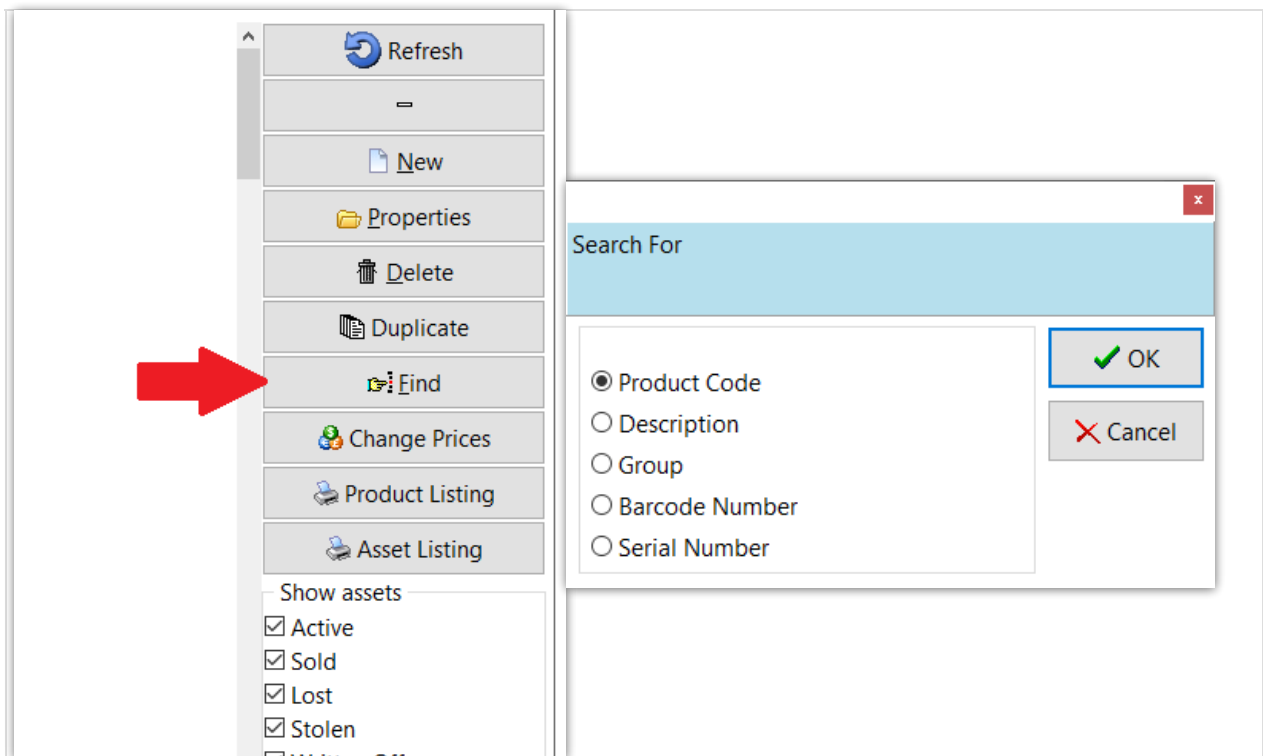 Refresh
New
Properties
Delete
Duplicate
Find
Change Prices
Product Listing
Asset Listing
Show assets
Active
Sold
Lost
Stolen
x
Search For
Product Code
Description
Group
Barcode Number
Serial Number
OK
Cancel